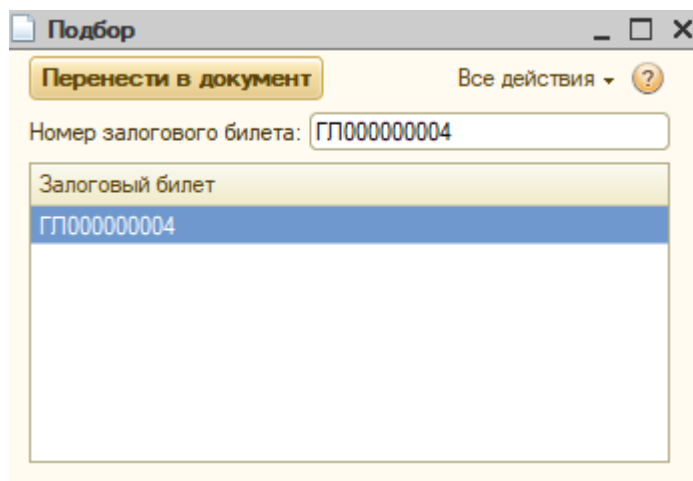 Подбор
Перенести в документ
Все действия
?
Номер залогового билета: ГЛ000000004
Залоговый билет
ГЛ000000004